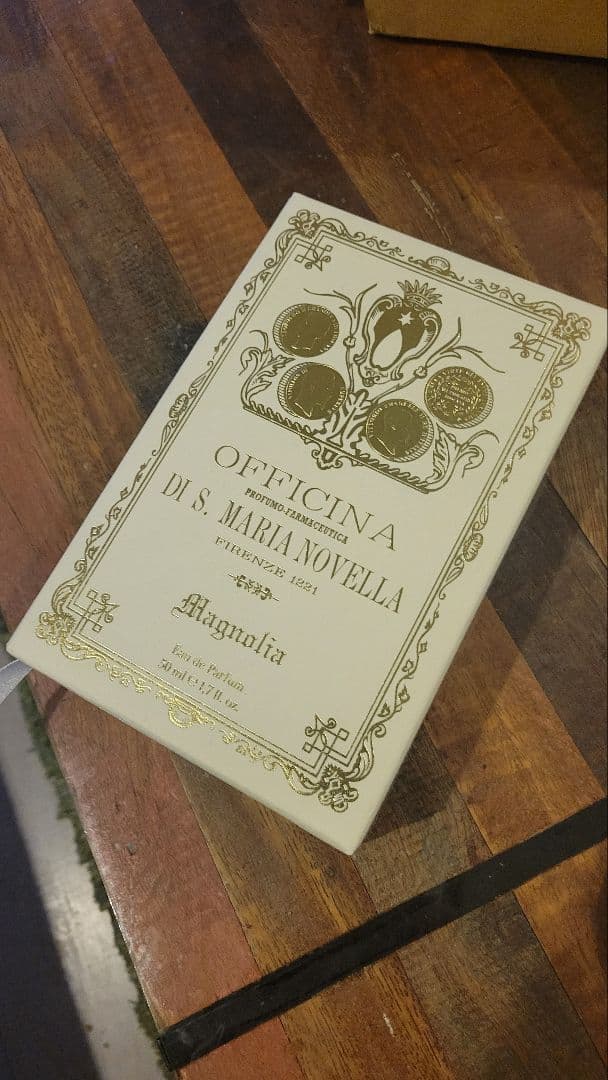 OFFICINA
PROFUMO-FARMACEUTICA
DI S. MARIA NOVELLA
FIRENZE 1221
Magnolia
Eau de Parfum
50 ml ℮ 1,7 fl. oz.